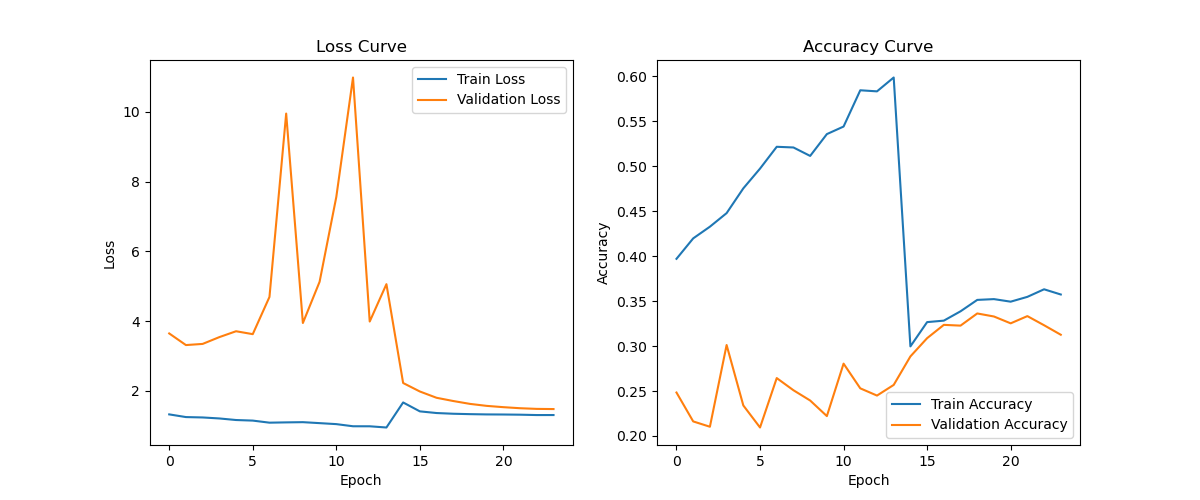 Loss Curve
Train Loss
Validation Loss
10
8
6
4
2
Loss
0
5
10
15
20
Epoch
Accuracy Curve
0.60
0.55
0.50
0.45
0.40
0.35
0.30
0.25
0.20
Accuracy
Train Accuracy
Validation Accuracy
0
5
10
15
20
Epoch